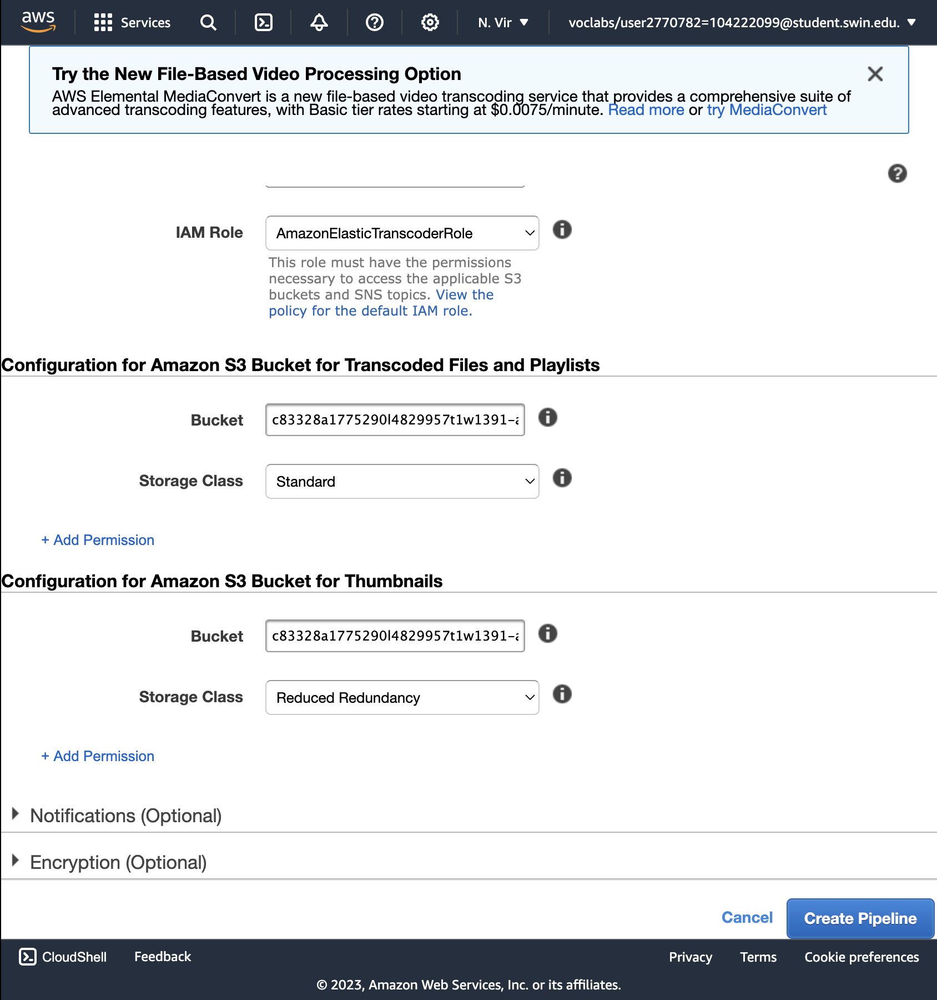 aws
Services
N. Vir
voclabs/user2770782=104222099@student.swin.edu.
Try the New File-Based Video Processing Option
AWS Elemental MediaConvert is a new file-based video transcoding service that provides a comprehensive suite of
advanced transcoding features, with Basic tier rates starting at $0.0075/minute. Read more or try MediaConvert
IAM Role
AmazonElasticTranscoderRole
This role must have the permissions
necessary to access the applicable S3
buckets and SNS topics. View the
policy for the default IAM role.
Configuration for Amazon S3 Bucket for Transcoded Files and Playlists
Bucket
c83328a1775290l4829957t1w1391-a
Storage Class
Standard
+ Add Permission
Configuration for Amazon S3 Bucket for Thumbnails
Bucket
c83328a1775290l4829957t1w1391-a
Storage Class
Reduced Redundancy
+ Add Permission
Notifications (Optional)
Encryption (Optional)
Cancel
Create Pipeline
CloudShell
Feedback
Privacy
Terms
Cookie preferences
© 2023, Amazon Web Services, Inc. or its affiliates.